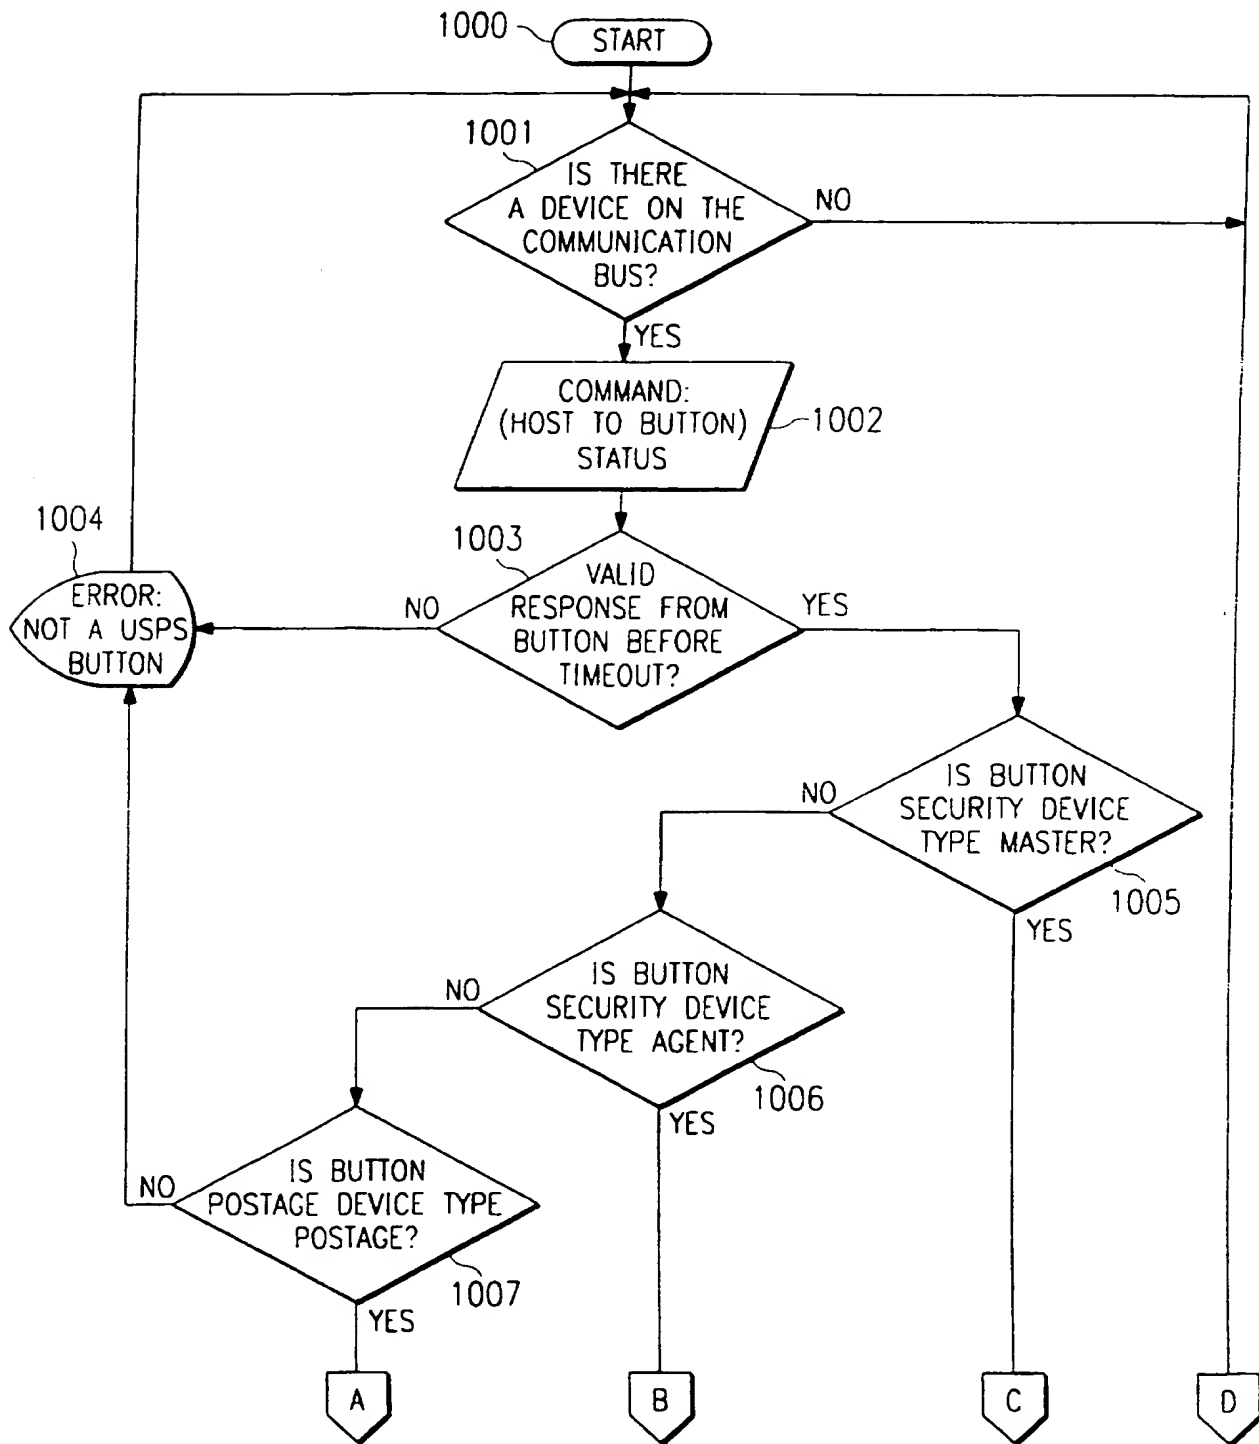 1000
START
1001
IS THERE
A DEVICE ON THE
COMMUNICATION
BUS?
NO
YES
COMMAND:
(HOST TO BUTTON)
STATUS
1002
1004
ERROR:
NOT A USPS
BUTTON
1003
VALID
RESPONSE FROM
BUTTON BEFORE
TIMEOUT?
NO
YES
IS BUTTON
SECURITY DEVICE
TYPE MASTER?
NO
1005
YES
IS BUTTON
SECURITY DEVICE
TYPE AGENT?
NO
1006
YES
IS BUTTON
POSTAGE DEVICE TYPE
POSTAGE?
NO
1007
YES
A
B
C
D